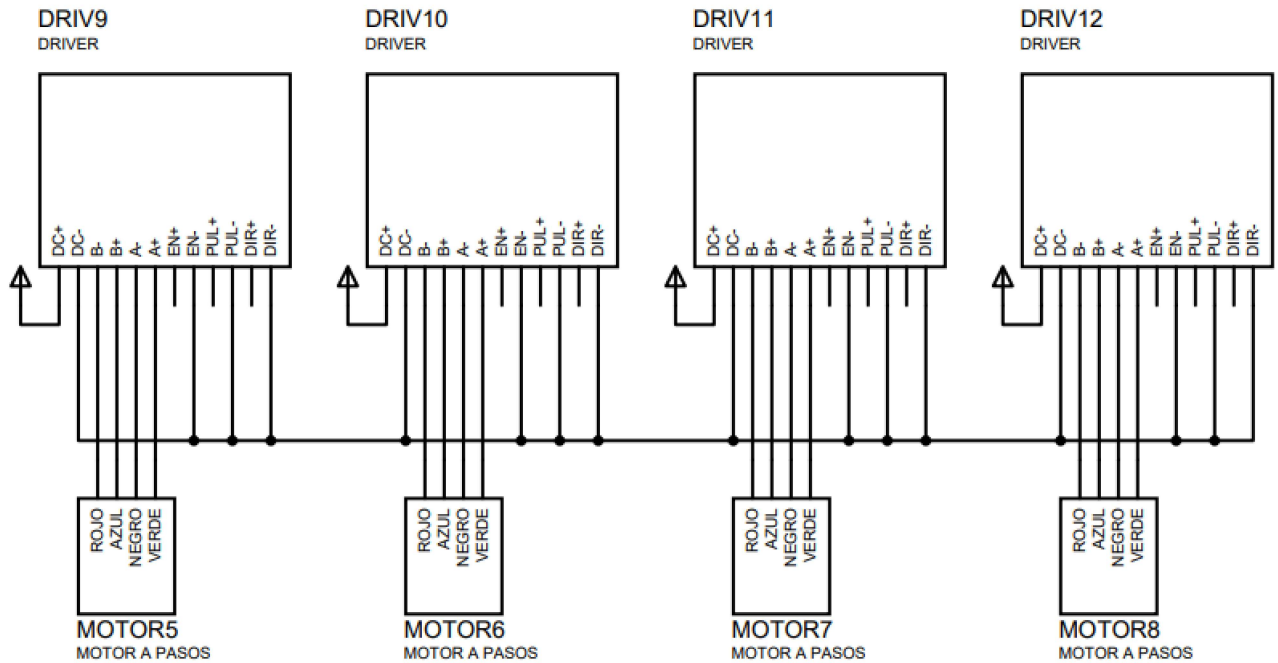 DRIV9
DRIVER
DRIV10
DRIVER
DRIV11
DRIVER
DRIV12
DRIVER
DC+
DC-
B-
B+
A-
A+
EN+
EN-
PUL+
PUL-
DIR+
DIR-
DC+
DC-
B-
B+
A-
A+
EN+
EN-
PUL+
PUL-
DIR+
DIR-
DC+
DC-
B-
B+
A-
A+
EN+
EN-
PUL+
PUL-
DIR+
DIR-
DC+
DC-
B-
B+
A-
A+
EN+
EN-
PUL+
PUL-
DIR+
DIR-
ROJO
AZUL
NEGRO
VERDE
ROJO
AZUL
NEGRO
VERDE
ROJO
AZUL
NEGRO
VERDE
ROJO
AZUL
NEGRO
VERDE
MOTOR5
MOTOR A PASOS
MOTOR6
MOTOR A PASOS
MOTOR7
MOTOR A PASOS
MOTOR8
MOTOR A PASOS